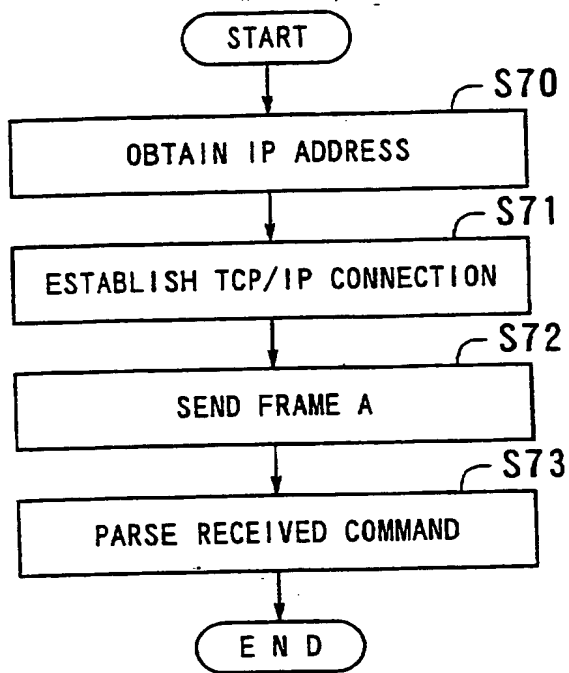 START
S70
OBTAIN IP ADDRESS
S71
ESTABLISH TCP/IP CONNECTION
S72
SEND FRAME A
S73
PARSE RECEIVED COMMAND
END